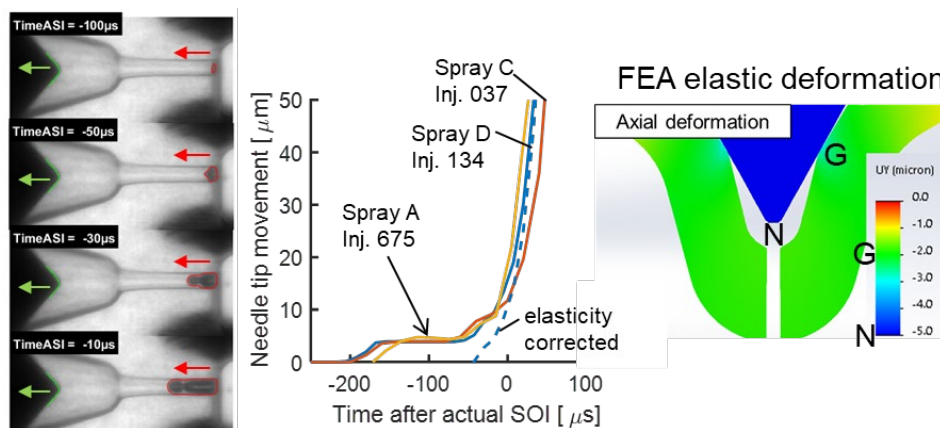 TimeASI = -100µs
TimeASI = -50µs
TimeASI = -30µs
TimeASI = -10µs
Needle tip movement [ µm]
50
40
30
20
10
0
-200
-100
0
100
Time after actual SOI [ µs]
Spray C
Inj. 037
Spray D
Inj. 134
Spray A
Inj. 675
elasticity
corrected
FEA elastic deformation
Axial deformation
G
N
G
N
UY (micron)
0.0
-1.0
-2.0
-3.0
-4.0
-5.0